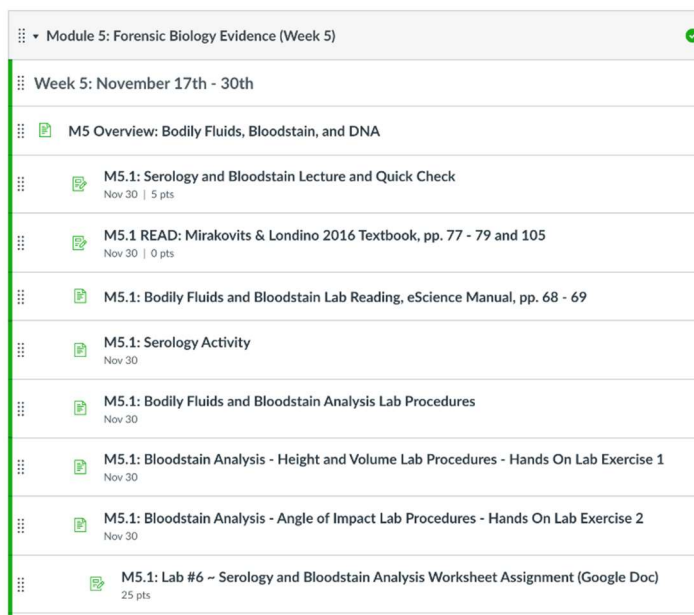 Module 5: Forensic Biology Evidence (Week 5)
Week 5: November 17th - 30th
M5 Overview: Bodily Fluids, Bloodstain, and DNA
M5.1: Serology and Bloodstain Lecture and Quick Check
Nov 30 | 5 pts
M5.1 READ: Mirakovits & Londino 2016 Textbook, pp. 77 - 79 and 105
Nov 30 | 0 pts
M5.1: Bodily Fluids and Bloodstain Lab Reading, eScience Manual, pp. 68 - 69
M5.1: Serology Activity
Nov 30
M5.1: Bodily Fluids and Bloodstain Analysis Lab Procedures
Nov 30
M5.1: Bloodstain Analysis - Height and Volume Lab Procedures - Hands On Lab Exercise 1
Nov 30
M5.1: Bloodstain Analysis - Angle of Impact Lab Procedures - Hands On Lab Exercise 2
Nov 30
M5.1: Lab #6 ~ Serology and Bloodstain Analysis Worksheet Assignment (Google Doc)
25 pts